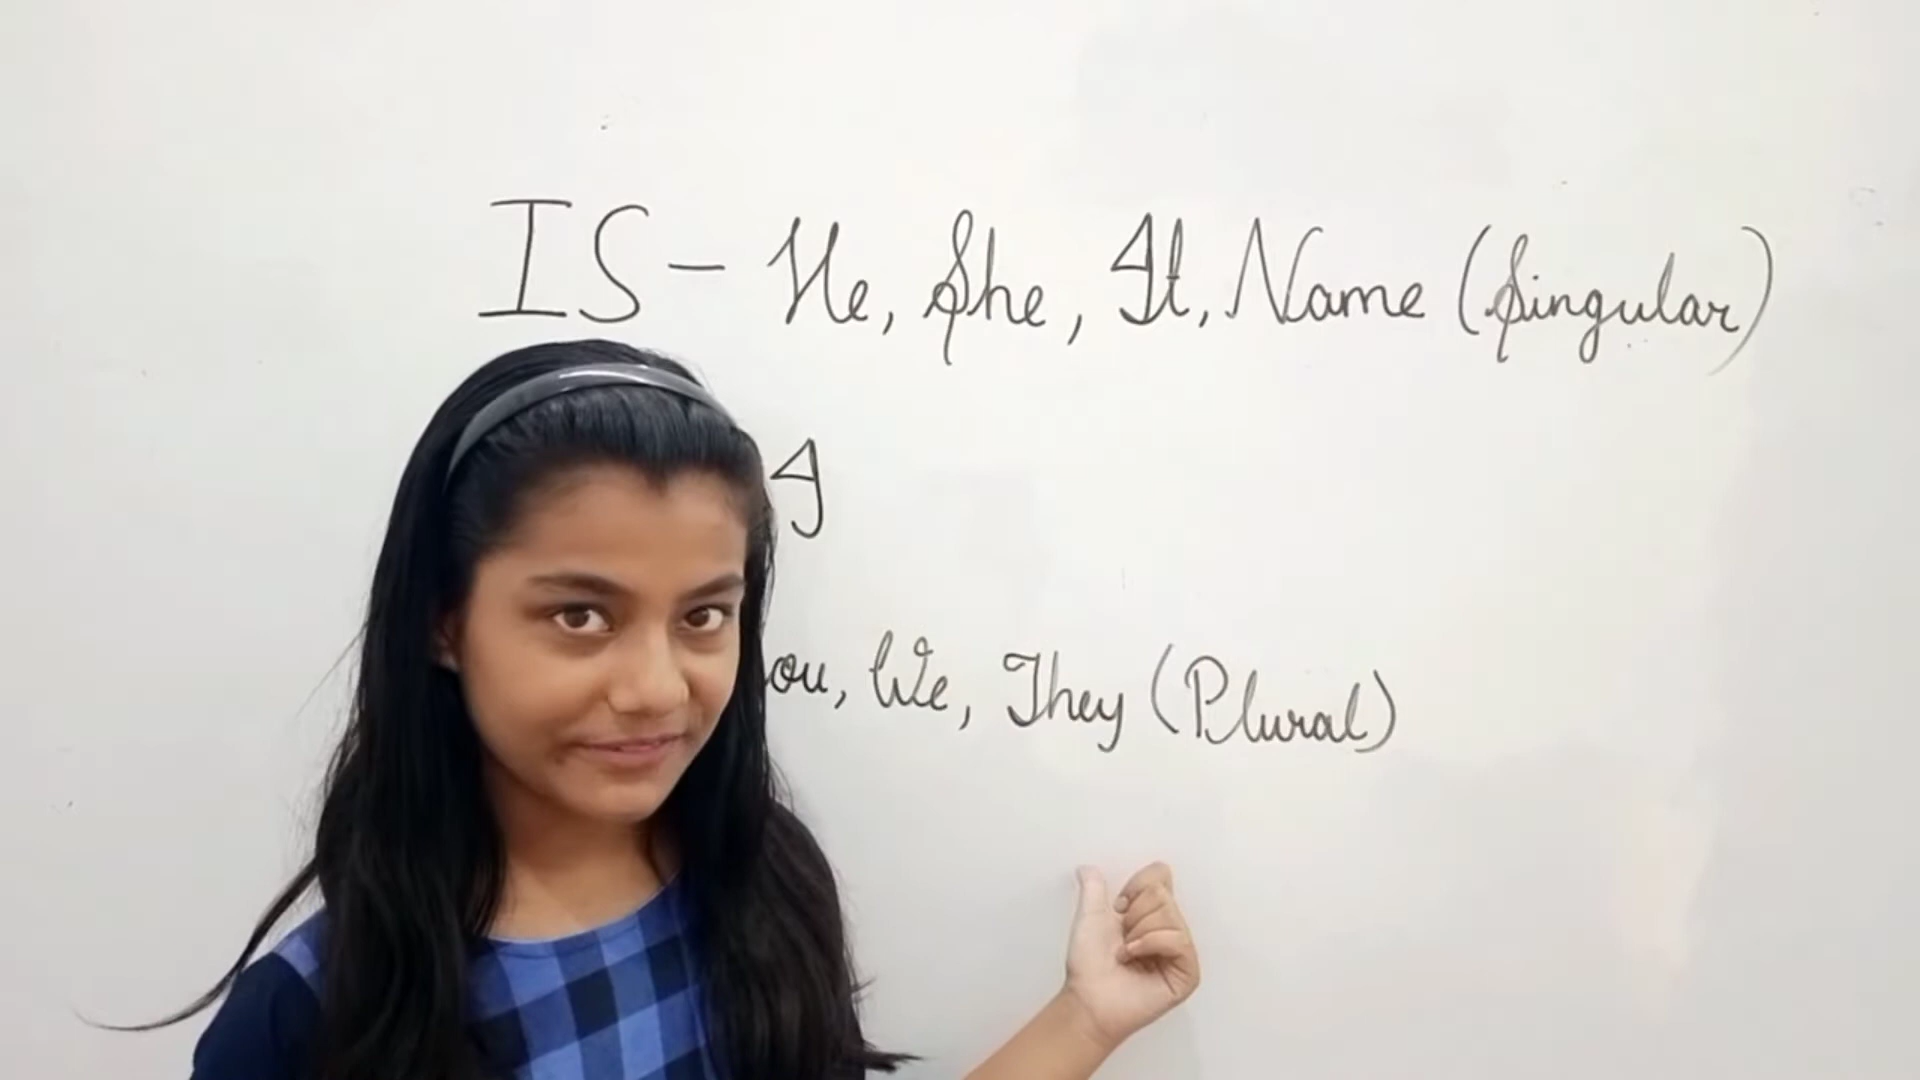 IS - He, She, It, Name (Singular)
I
ou, We, They (Plural)